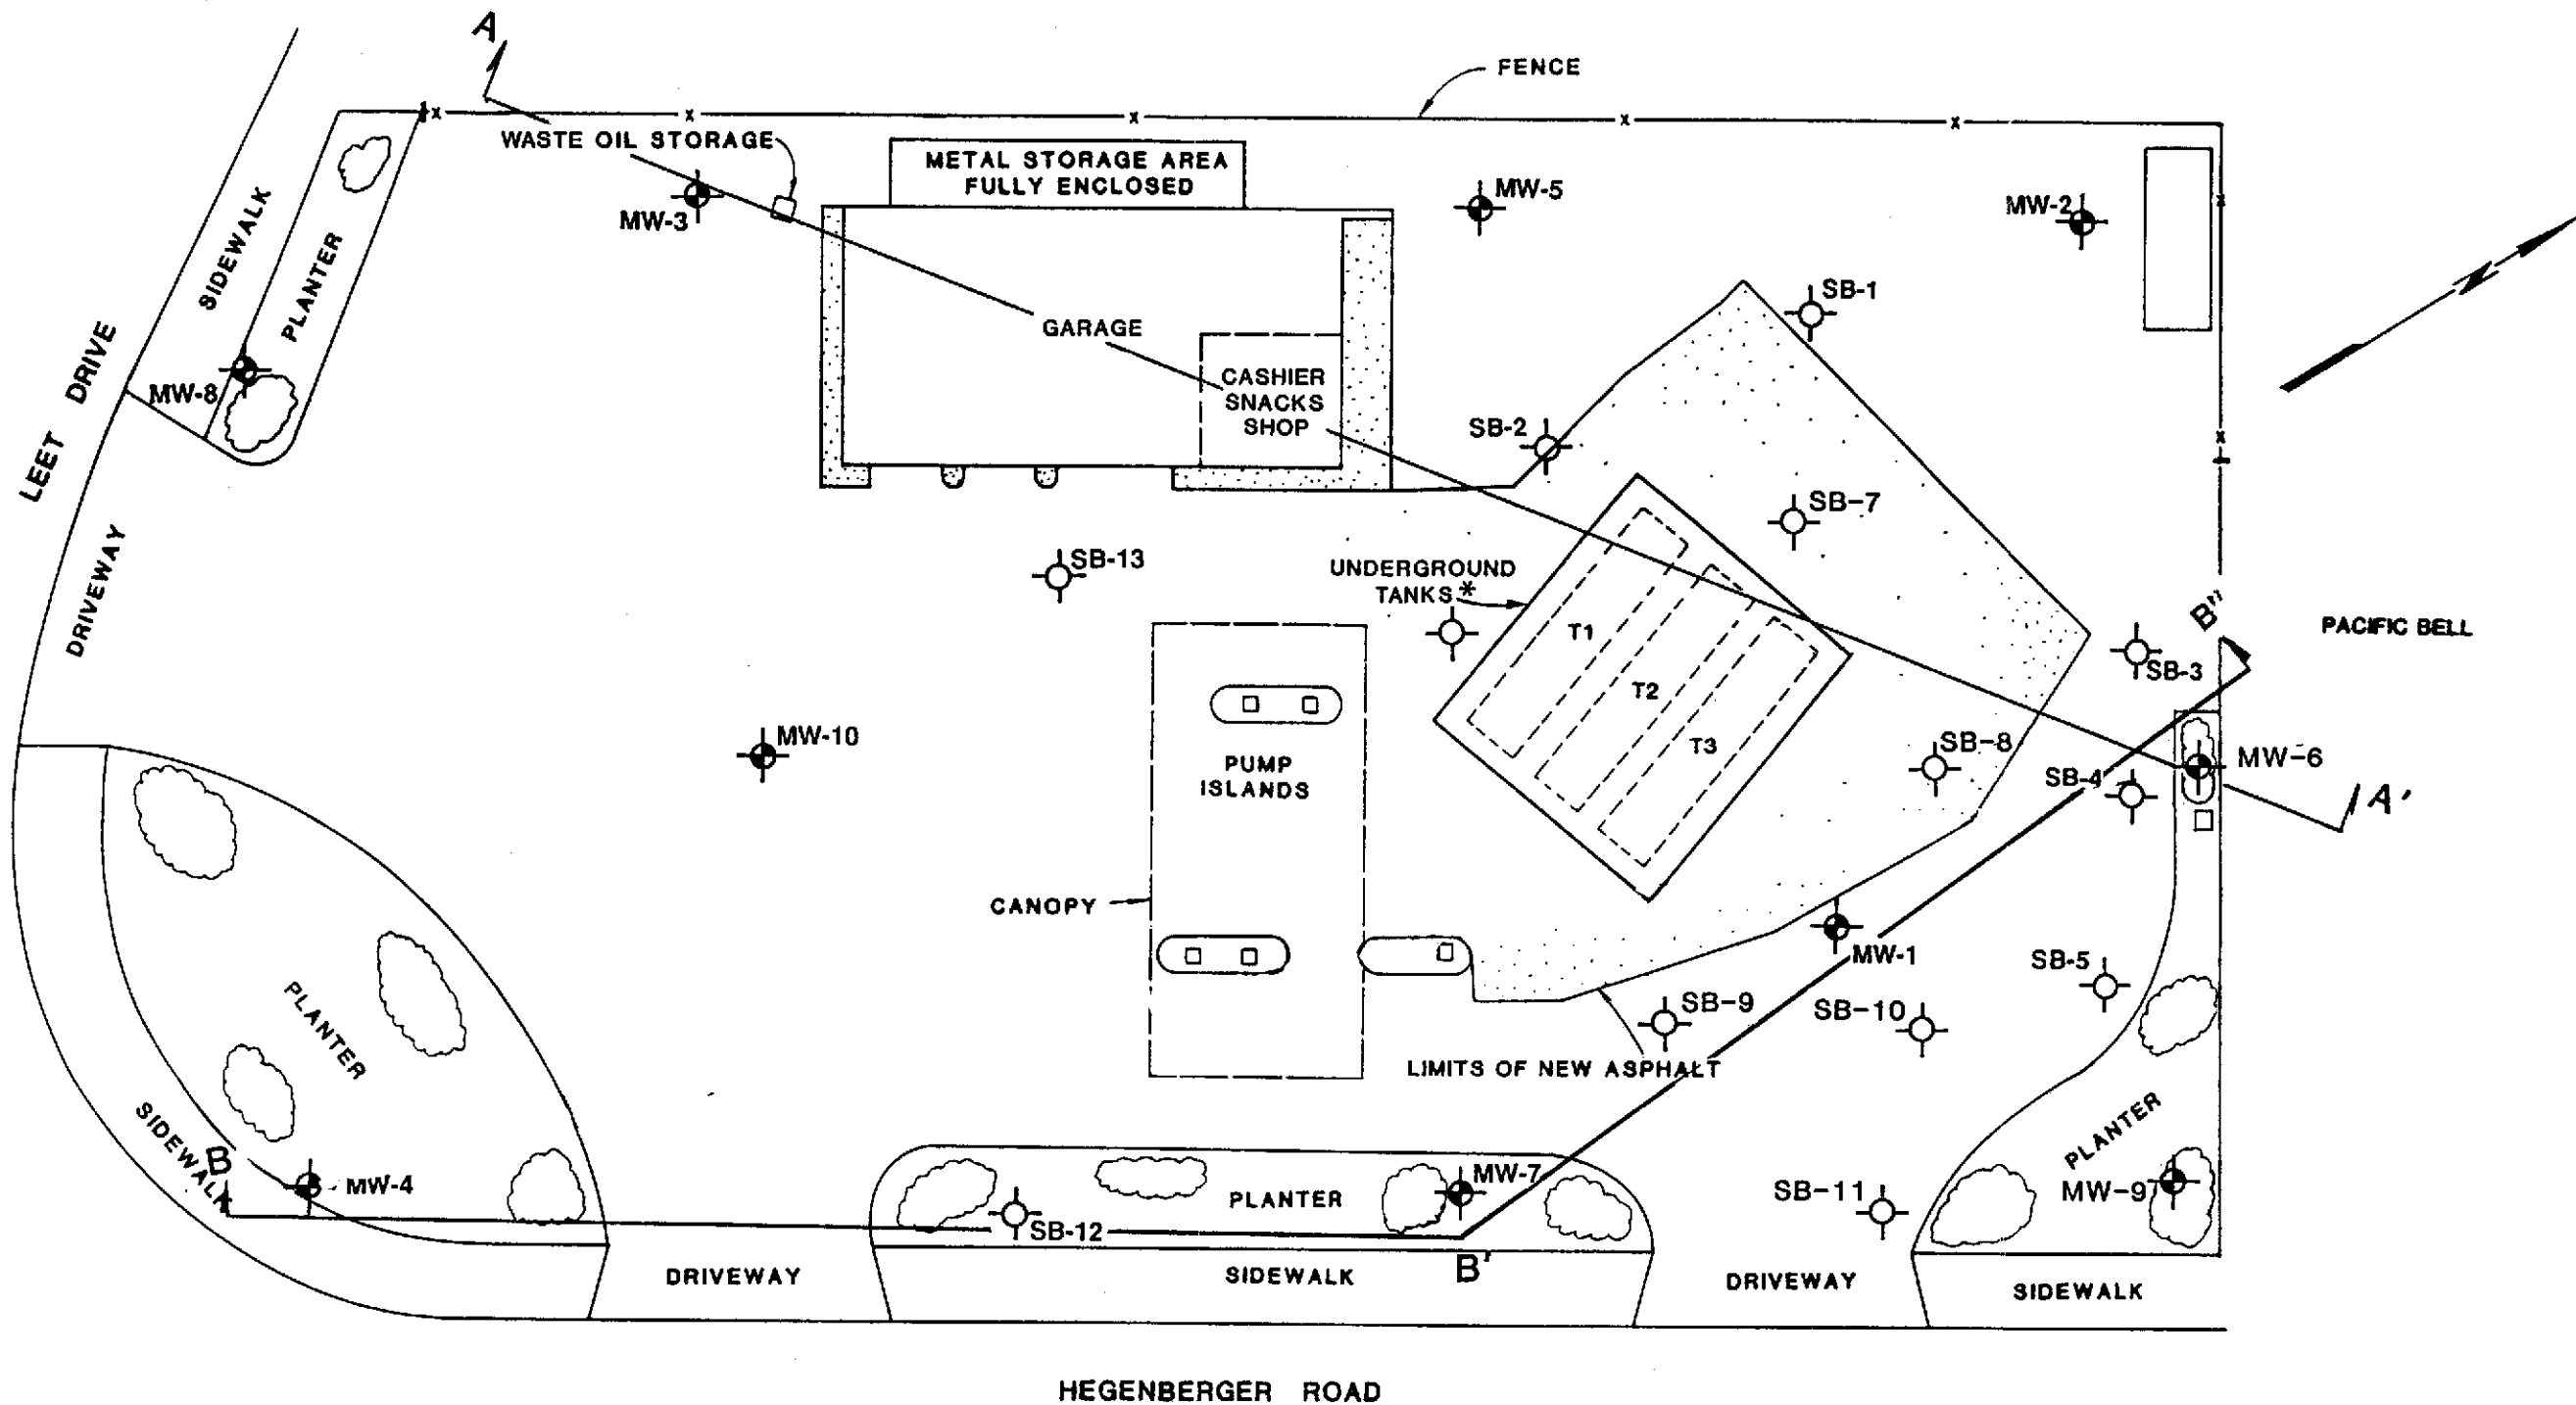 A
FENCE
WASTE OIL STORAGE
METAL STORAGE AREA
FULLY ENCLOSED
MW-5
MW-2
MW-3
SIDEWALK
PLANTER
N
SB-1
GARAGE
LEET DRIVE
MW-8
CASHIER
SNACKS
SHOP
SB-2
SB-7
DRIVEWAY
SB-13
UNDERGROUND
TANKS*
T1
T2
T3
B"
PACIFIC BELL
SB-3
MW-10
PUMP
ISLANDS
SB-8
MW-6
SB-4
A'
CANOPY
MW-1
SB-5
PLANTER
SB-9
SB-10
LIMITS OF NEW ASPHALT
SIDEWALK
B
MW-4
PLANTER
MW-7
PLANTER
SB-11
MW-9
SB-12
B'
DRIVEWAY
SIDEWALK
DRIVEWAY
SIDEWALK
HEGENBERGER ROAD